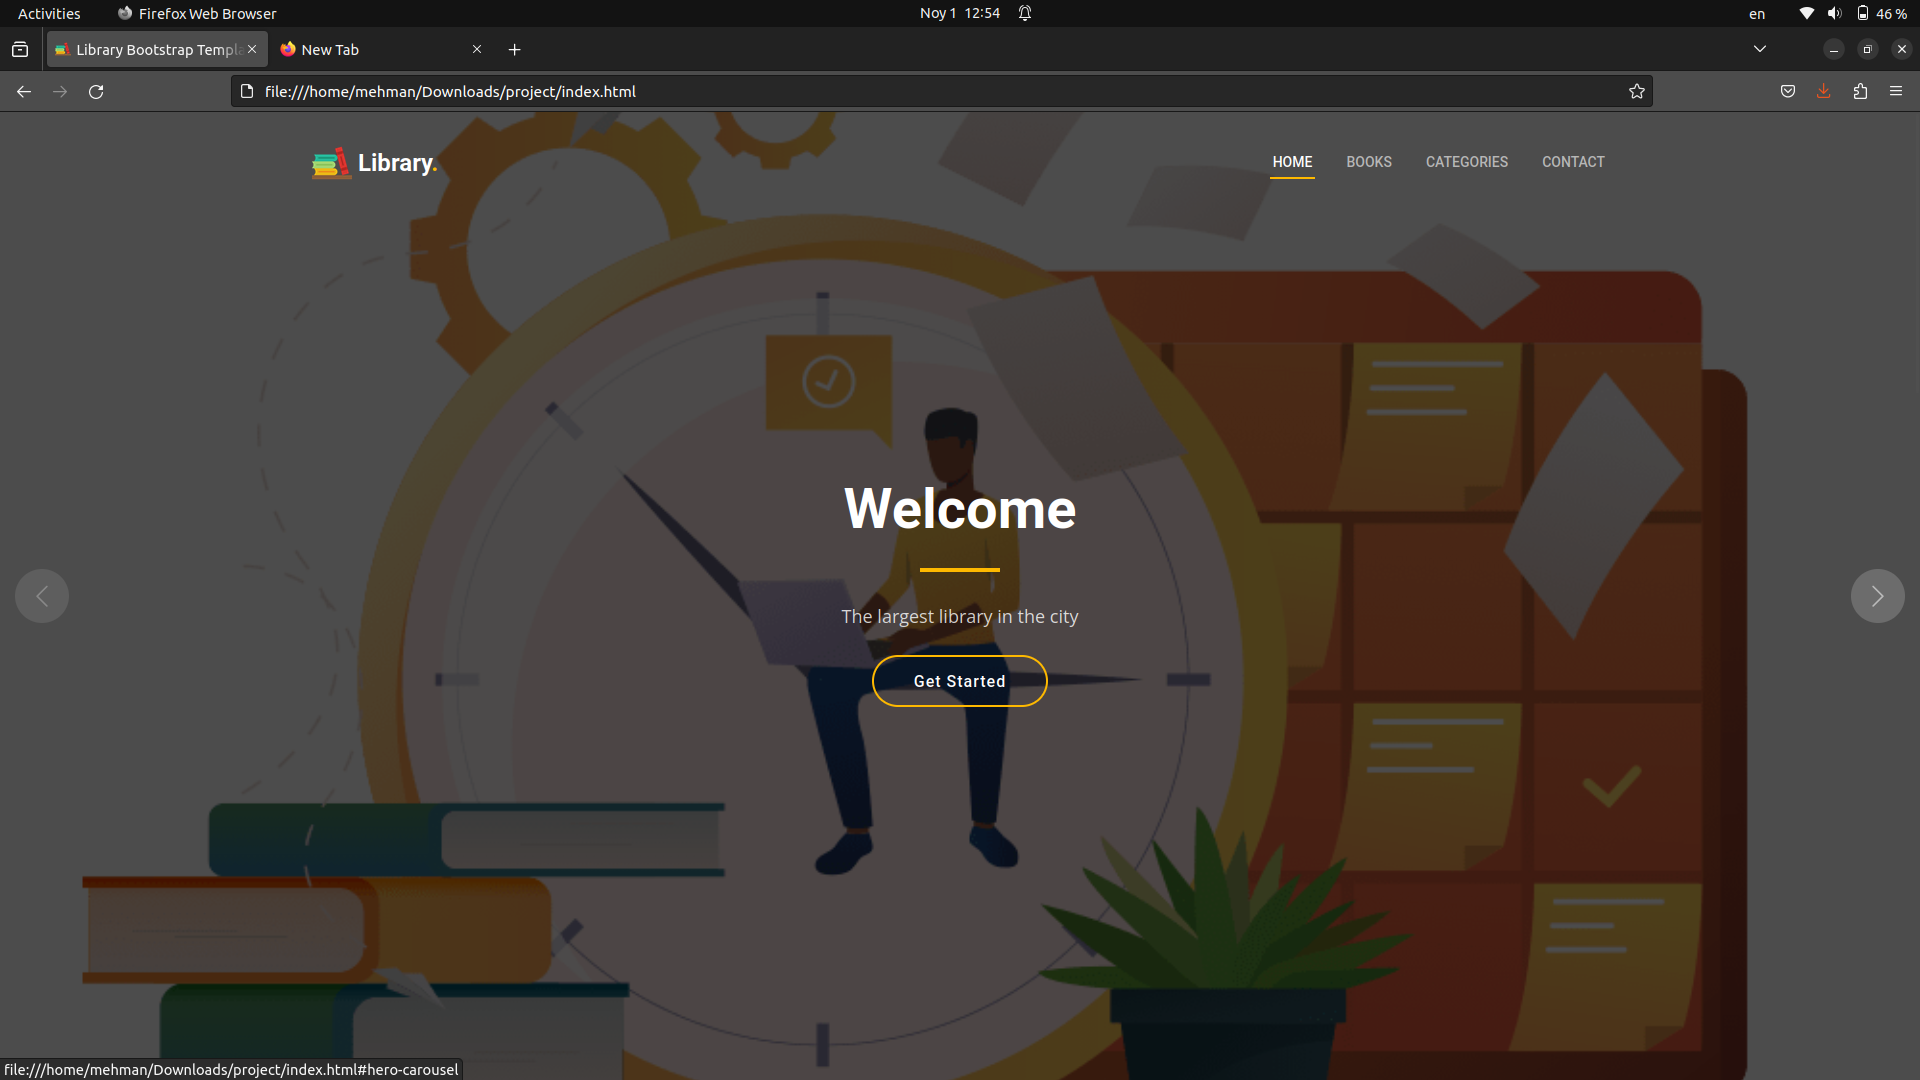 Activities
Firefox Web Browser
Nov 1 12:54
en
46 %
Library Bootstrap Templa
New Tab
file:///home/mehman/Downloads/project/index.html
Library.
HOME
BOOKS
CATEGORIES
CONTACT
Welcome
The largest library in the city
Get Started
file:///home/mehman/Downloads/project/index.html#hero-carousel